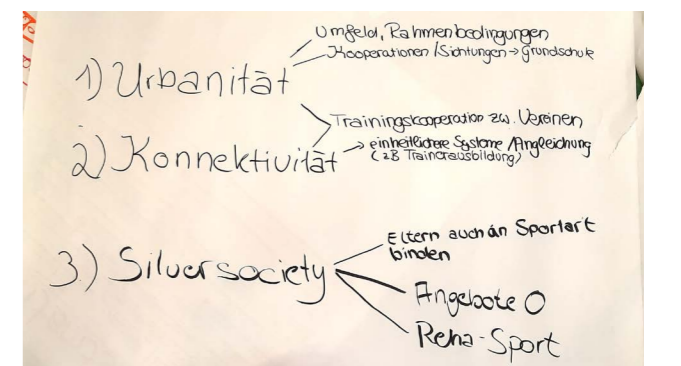 Umfeld, Rahmenbedingungen
Kooperationen/Sichtungen → Grundschule
1) Urbanität
Trainingskooperation zw. Vereinen
2) Konnektivität → einheitlichere Systeme/Angleichung
(zB Trainerausbildung)
Eltern auch an Sportart
binden
3.) Silversociety
Angebote O
Reha-Sport